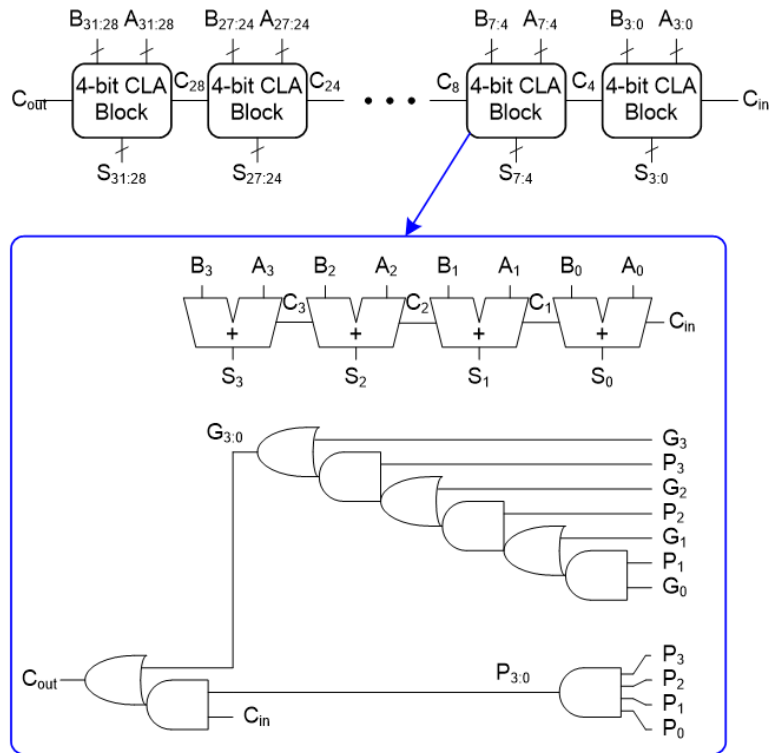 B31:28 A31:28 B27:24 A27:24 B7:4 A7:4 B3:0 A3:0
Cout 4-bit CLA Block C28 4-bit CLA Block C24 • • • C8 4-bit CLA Block C4 4-bit CLA Block Cin
S31:28 S27:24 S7:4 S3:0
B3 A3 B2 A2 B1 A1 B0 A0
+ C3 + C2 + C1 + Cin
S3 S2 S1 S0
G3:0 G3
P3
G2
P2
G1
P1
G0
P3:0 P3
Cout P2
P1
Cin P0